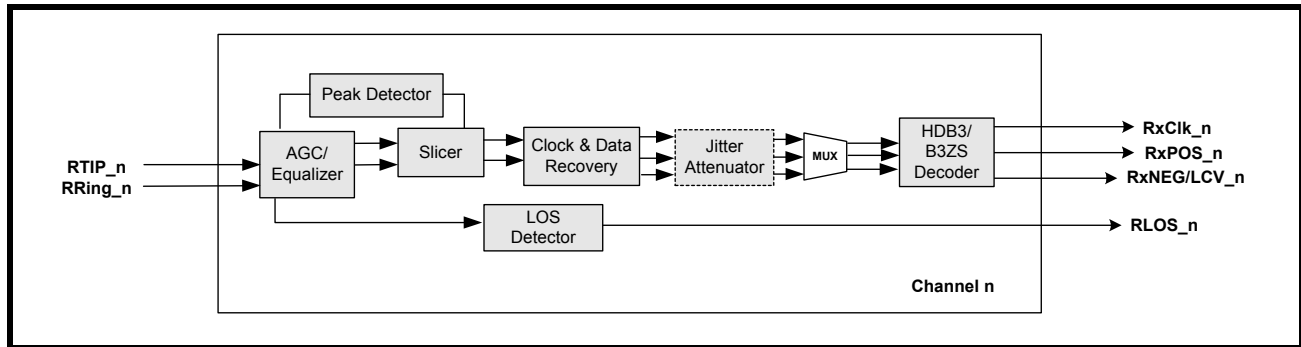 Peak Detector
RTIP_n
RRing_n
AGC/
Equalizer
Slicer
Clock & Data
Recovery
Jitter
Attenuator
MUX
HDB3/
B3ZS
Decoder
RxClk_n
RxPOS_n
RxNEG/LCV_n
LOS
Detector
RLOS_n
Channel n